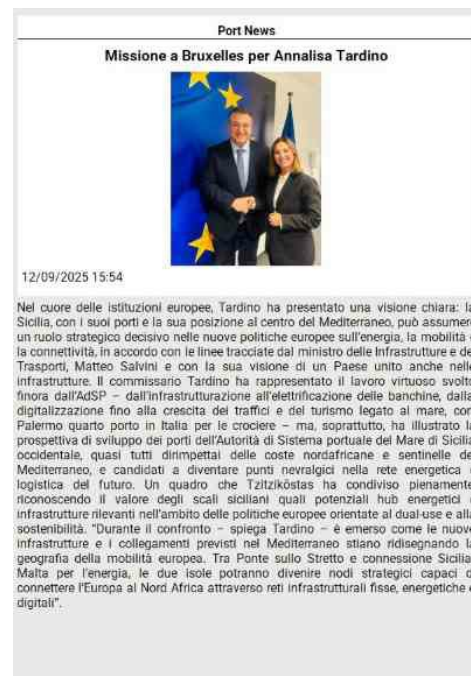 Port News
Missione a Bruxelles per Annalisa Tardino
12/09/2025 15:54
Nel cuore delle istituzioni europee, Tardino ha presentato una visione chiara: la
Sicilia, con i suoi porti e la sua posizione al centro del Mediterraneo, può assumere
un ruolo strategico decisivo nelle nuove politiche europee sull'energia, la mobilità e
la connettività, in accordo con le linee tracciate dal ministro delle Infrastrutture e dei
Trasporti, Matteo Salvini e con la sua visione di un Paese unito anche nelle
infrastrutture. Il commissario Tardino ha rappresentato il lavoro virtuoso svolto
finora dall'AdSP – dall'infrastrutturazione all'elettrificazione delle banchine, dalla
digitalizzazione fino alla crescita dei traffici e del turismo legato al mare, con
Palermo quarto porto in Italia per le crociere – ma, soprattutto, ha illustrato la
prospettiva di sviluppo dei porti dell'Autorità di Sistema portuale del Mare di Sicilia
occidentale, quasi tutti dirimpettai delle coste nordafricane e sentinelle del
Mediterraneo, e candidati a diventare punti nevralgici nella rete energetica e
logistica del futuro. Un quadro che Tzitzikōstas ha condiviso pienamente,
riconoscendo il valore degli scali siciliani quali potenziali hub energetici e
infrastrutture rilevanti nell'ambito delle politiche europee orientate al dual-use e alla
sostenibilità. "Durante il confronto – spiega Tardino – è emerso come le nuove
infrastrutture e i collegamenti previsti nel Mediterraneo stiano ridisegnando la
geografia della mobilità europea. Tra Ponte sullo Stretto e connessione Sicilia-
Malta per l'energia, le due isole potranno divenire nodi strategici capaci di
connettere l'Europa al Nord Africa attraverso reti infrastrutturali fisse, energetiche e
digitali".